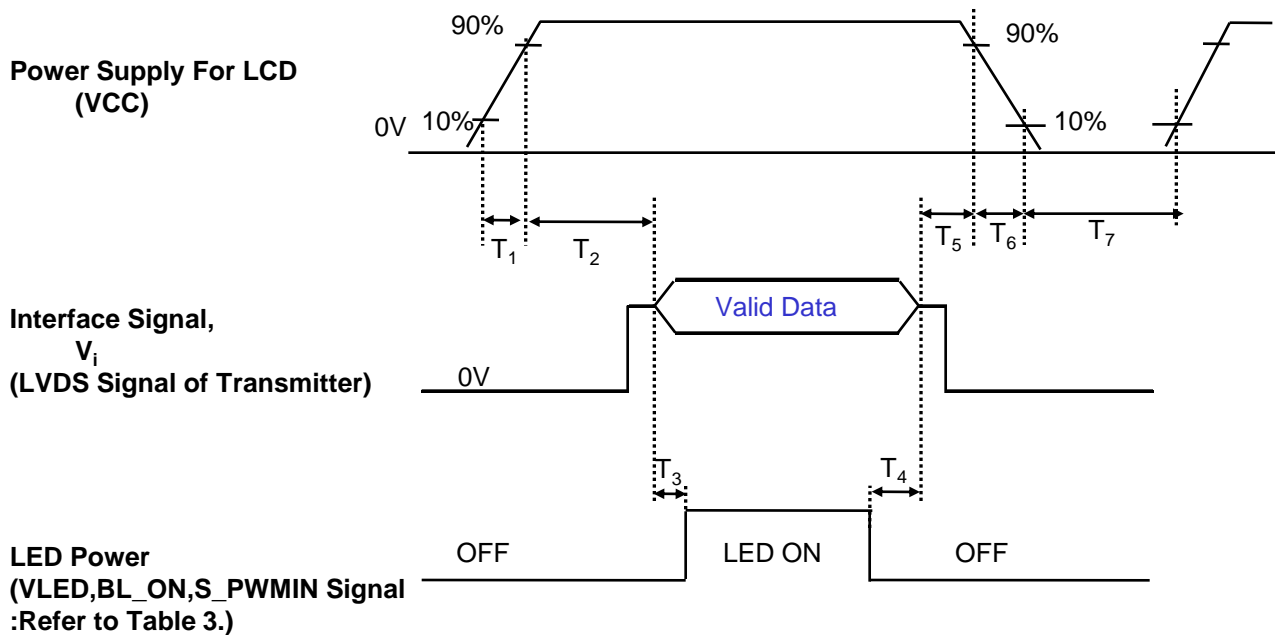 90%
90%
Power Supply For LCD
(VCC)
0V
10%
10%
T₁
T₂
T₅
T₆
T₇
Interface Signal,
Vᵢ
(LVDS Signal of Transmitter)
Valid Data
0V
T₃
T₄
LED Power
(VLED,BL_ON,S_PWMIN Signal
:Refer to Table 3.)
OFF
LED ON
OFF